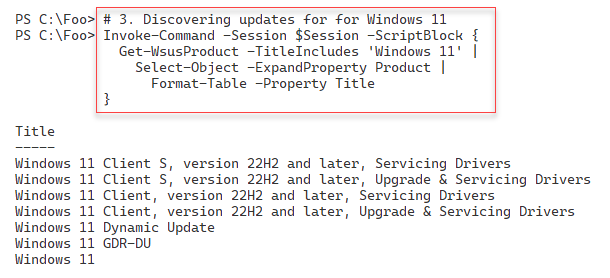 PS C:\Foo> # 3. Discovering updates for for Windows 11
PS C:\Foo> Invoke-Command -Session $Session -ScriptBlock {
Get-WsusProduct -TitleIncludes 'Windows 11' |
Select-Object -ExpandProperty Product |
Format-Table -Property Title
}
Title
-----
Windows 11 Client S, version 22H2 and later, Servicing Drivers
Windows 11 Client S, version 22H2 and later, Upgrade & Servicing Drivers
Windows 11 Client, version 22H2 and later, Servicing Drivers
Windows 11 Client, version 22H2 and later, Upgrade & Servicing Drivers
Windows 11 Dynamic Update
Windows 11 GDR-DU
Windows 11